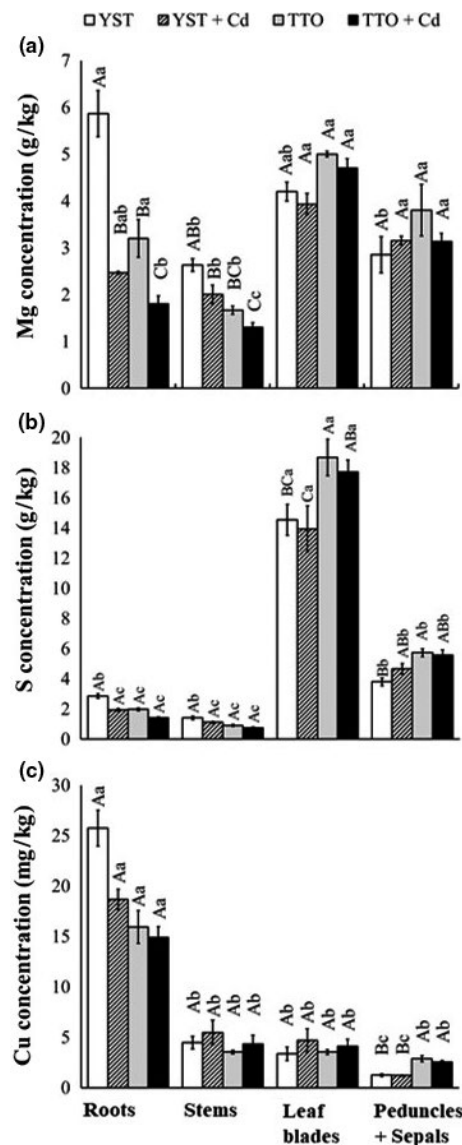 YST YST + Cd TTO TTO + Cd
(a)
Mg concentration (g/kg)
7
6
5
4
3
2
1
0
Aa Bab Ba Cb
ABb Bb BCb Cc
Aab Aa Aa Aa
Ab Aa Aa Aa
(b)
S concentration (g/kg)
20
18
16
14
12
10
8
6
4
2
0
Ab Ac Ac Ac
Ab Ac Ac Ac
BCa Ca Aa ABa
Bb ABb Ab ABb
(c)
Cu concentration (mg/kg)
30
25
20
15
10
5
0
Aa Aa Aa Aa
Ab Ab Ab Ab
Ab Ab Ab Ab
Bc Bc Ab Ab
Roots Stems Leaf Peduncles
blades + Sepals